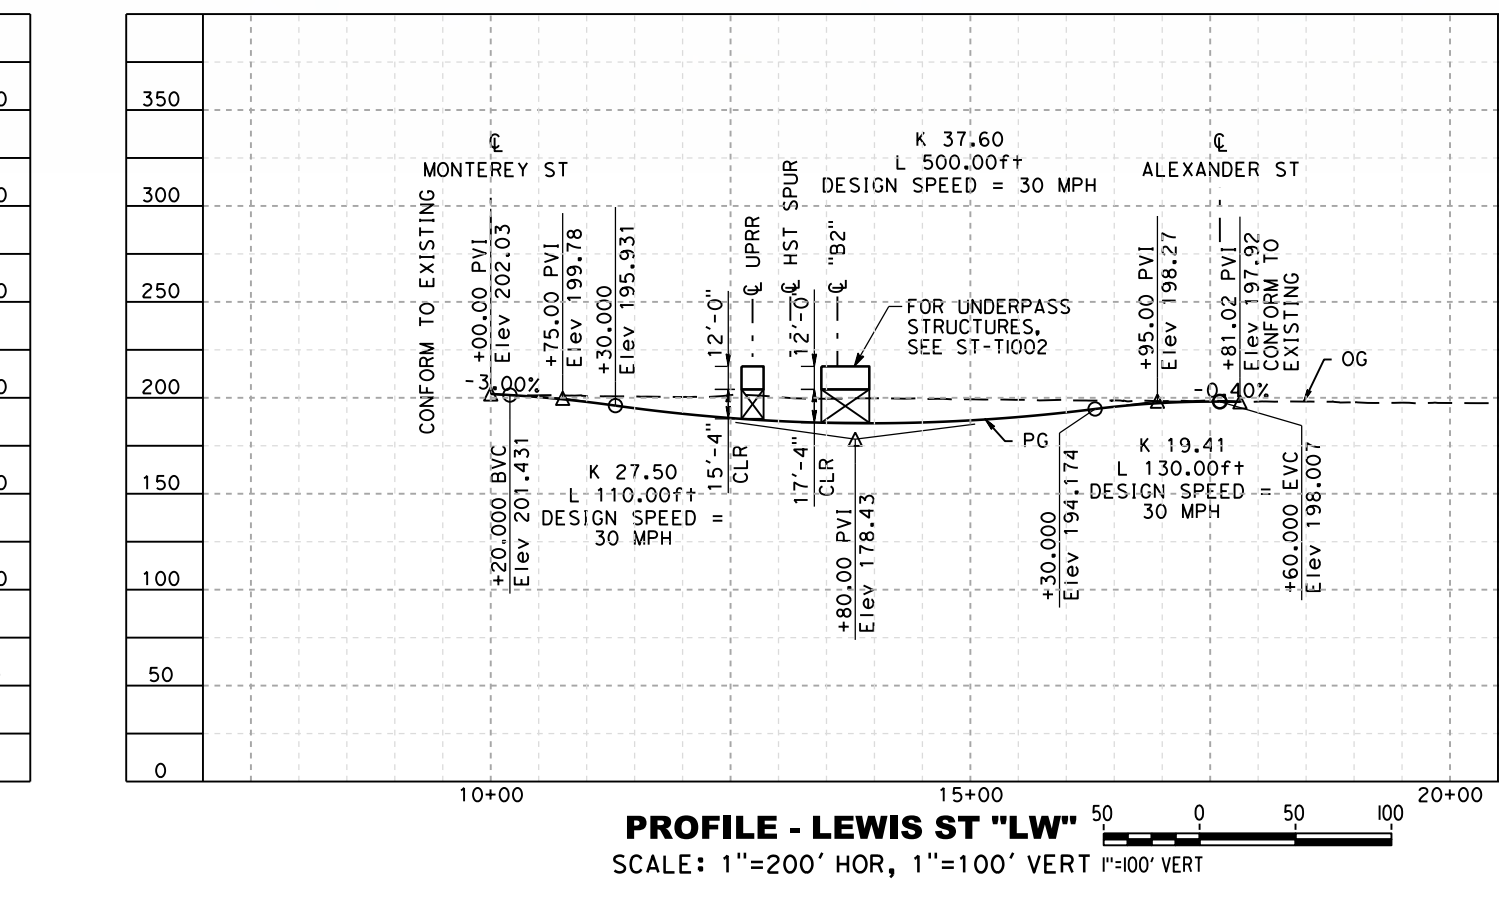 350
300
250
200
150
100
50
0
℄
MONTEREY ST
CONFORM TO EXISTING
+00.00 PVI
Elev 202.03
+75.00 PVI
Elev 199.78
+30.000
Elev 195.931
-3.00%
+20.000 BVC
Elev 201.431
K 27.50
L 110.00ft
DESIGN SPEED =
30 MPH
12'-0"
15'-4"
CLR
℄ UPRR
℄ HST SPUR
12'-0"
17'-4"
CLR
℄ "B2"
K 37.60
L 500.00ft
DESIGN SPEED = 30 MPH
FOR UNDERPASS
STRUCTURES,
SEE ST-T1002
+80.00 PVI
Elev 178.43
PG
℄
ALEXANDER ST
+95.00 PVI
Elev 198.27
+81.02 PVI
Elev 197.92
CONFORM TO
EXISTING
OG
-0.40%
+30.000
Elev 194.174
K 19.41
L 130.00ft
DESIGN SPEED =
30 MPH
+60.000 EVC
Elev 198.007
10+00
15+00
20+00
PROFILE - LEWIS ST "LW"
SCALE: 1"=200' HOR, 1"=100' VERT
50 0 50 100
1"=100' VERT